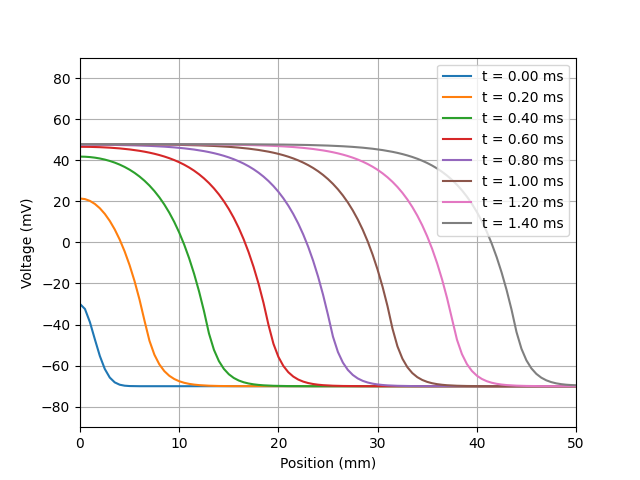 80
60
40
20
0
−20
−40
−60
−80
Voltage (mV)
t = 0.00 ms
t = 0.20 ms
t = 0.40 ms
t = 0.60 ms
t = 0.80 ms
t = 1.00 ms
t = 1.20 ms
t = 1.40 ms
0 10 20 30 40 50
Position (mm)